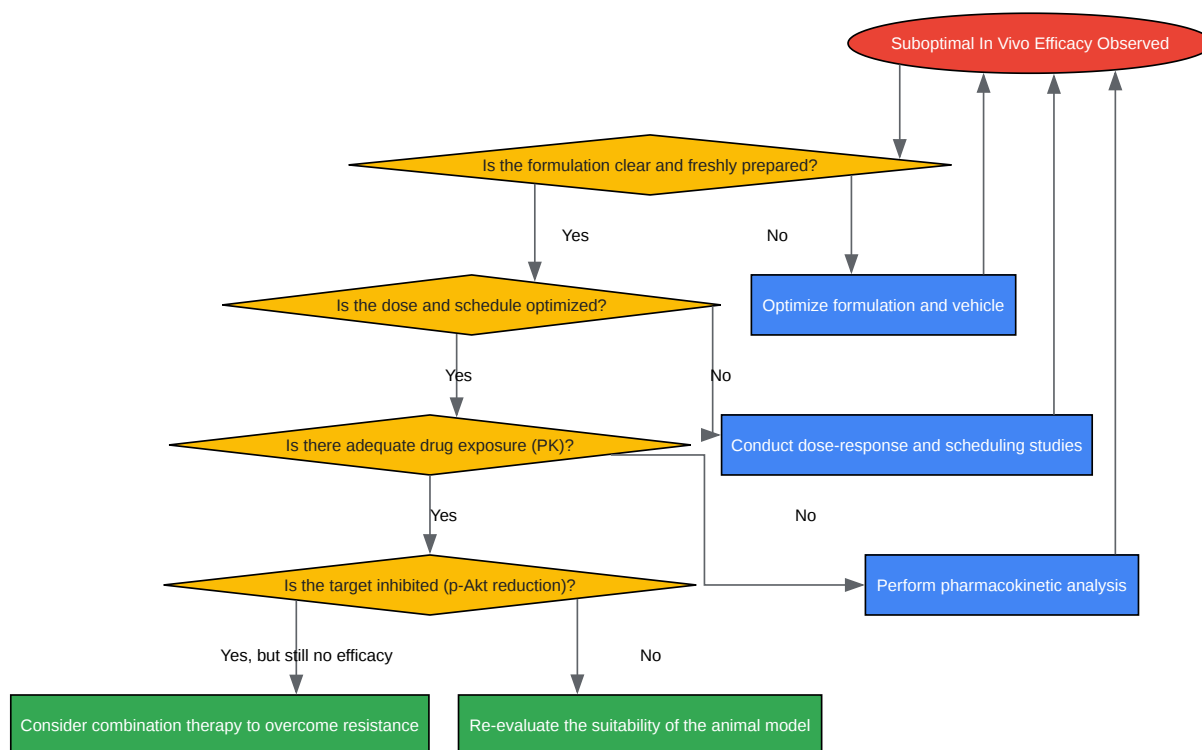 Suboptimal In Vivo Efficacy Observed
Is the formulation clear and freshly prepared?
Yes
No
Is the dose and schedule optimized?
Optimize formulation and vehicle
Yes
No
Is there adequate drug exposure (PK)?
Conduct dose-response and scheduling studies
Yes
No
Is the target inhibited (p-Akt reduction)?
Perform pharmacokinetic analysis
Yes, but still no efficacy
No
Consider combination therapy to overcome resistance
Re-evaluate the suitability of the animal model